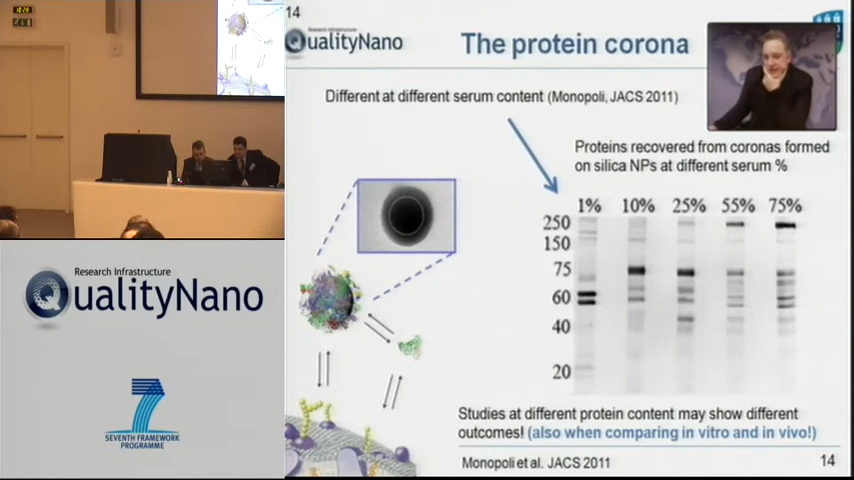 14
Research Infrastructure
QualityNano
The protein corona
Different at different serum content (Monopoli, JACS 2011)
Proteins recovered from coronas formed
on silica NPs at different serum %
1% 10% 25% 55% 75%
250
150
75
60
40
20
Studies at different protein content may show different
outcomes! (also when comparing in vitro and in vivo!)
Monopoli et al. JACS 2011
14
Research Infrastructure
QualityNano
7
SEVENTH FRAMEWORK
PROGRAMME